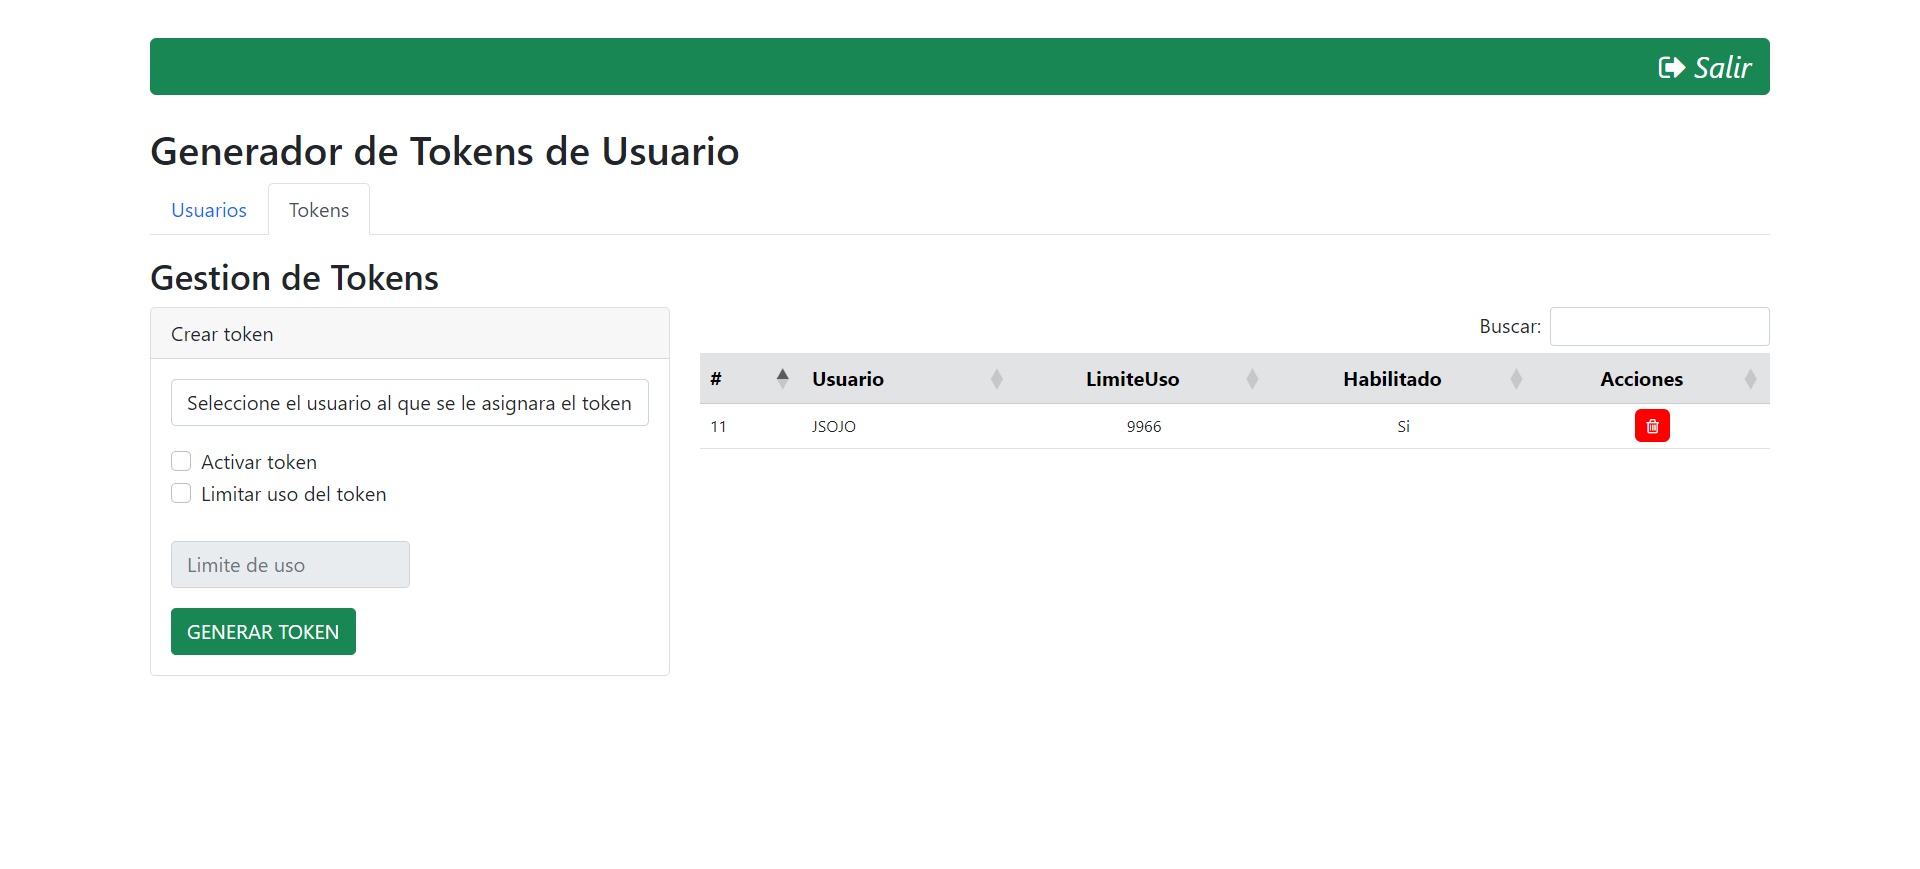 Salir
Generador de Tokens de Usuario
Usuarios Tokens
Gestion de Tokens
Crear token
Seleccione el usuario al que se le asignara el token
Activar token
Limitar uso del token
Limite de uso
GENERAR TOKEN
Buscar:
# Usuario LimiteUso Habilitado Acciones
11 JSOJO 9966 Si